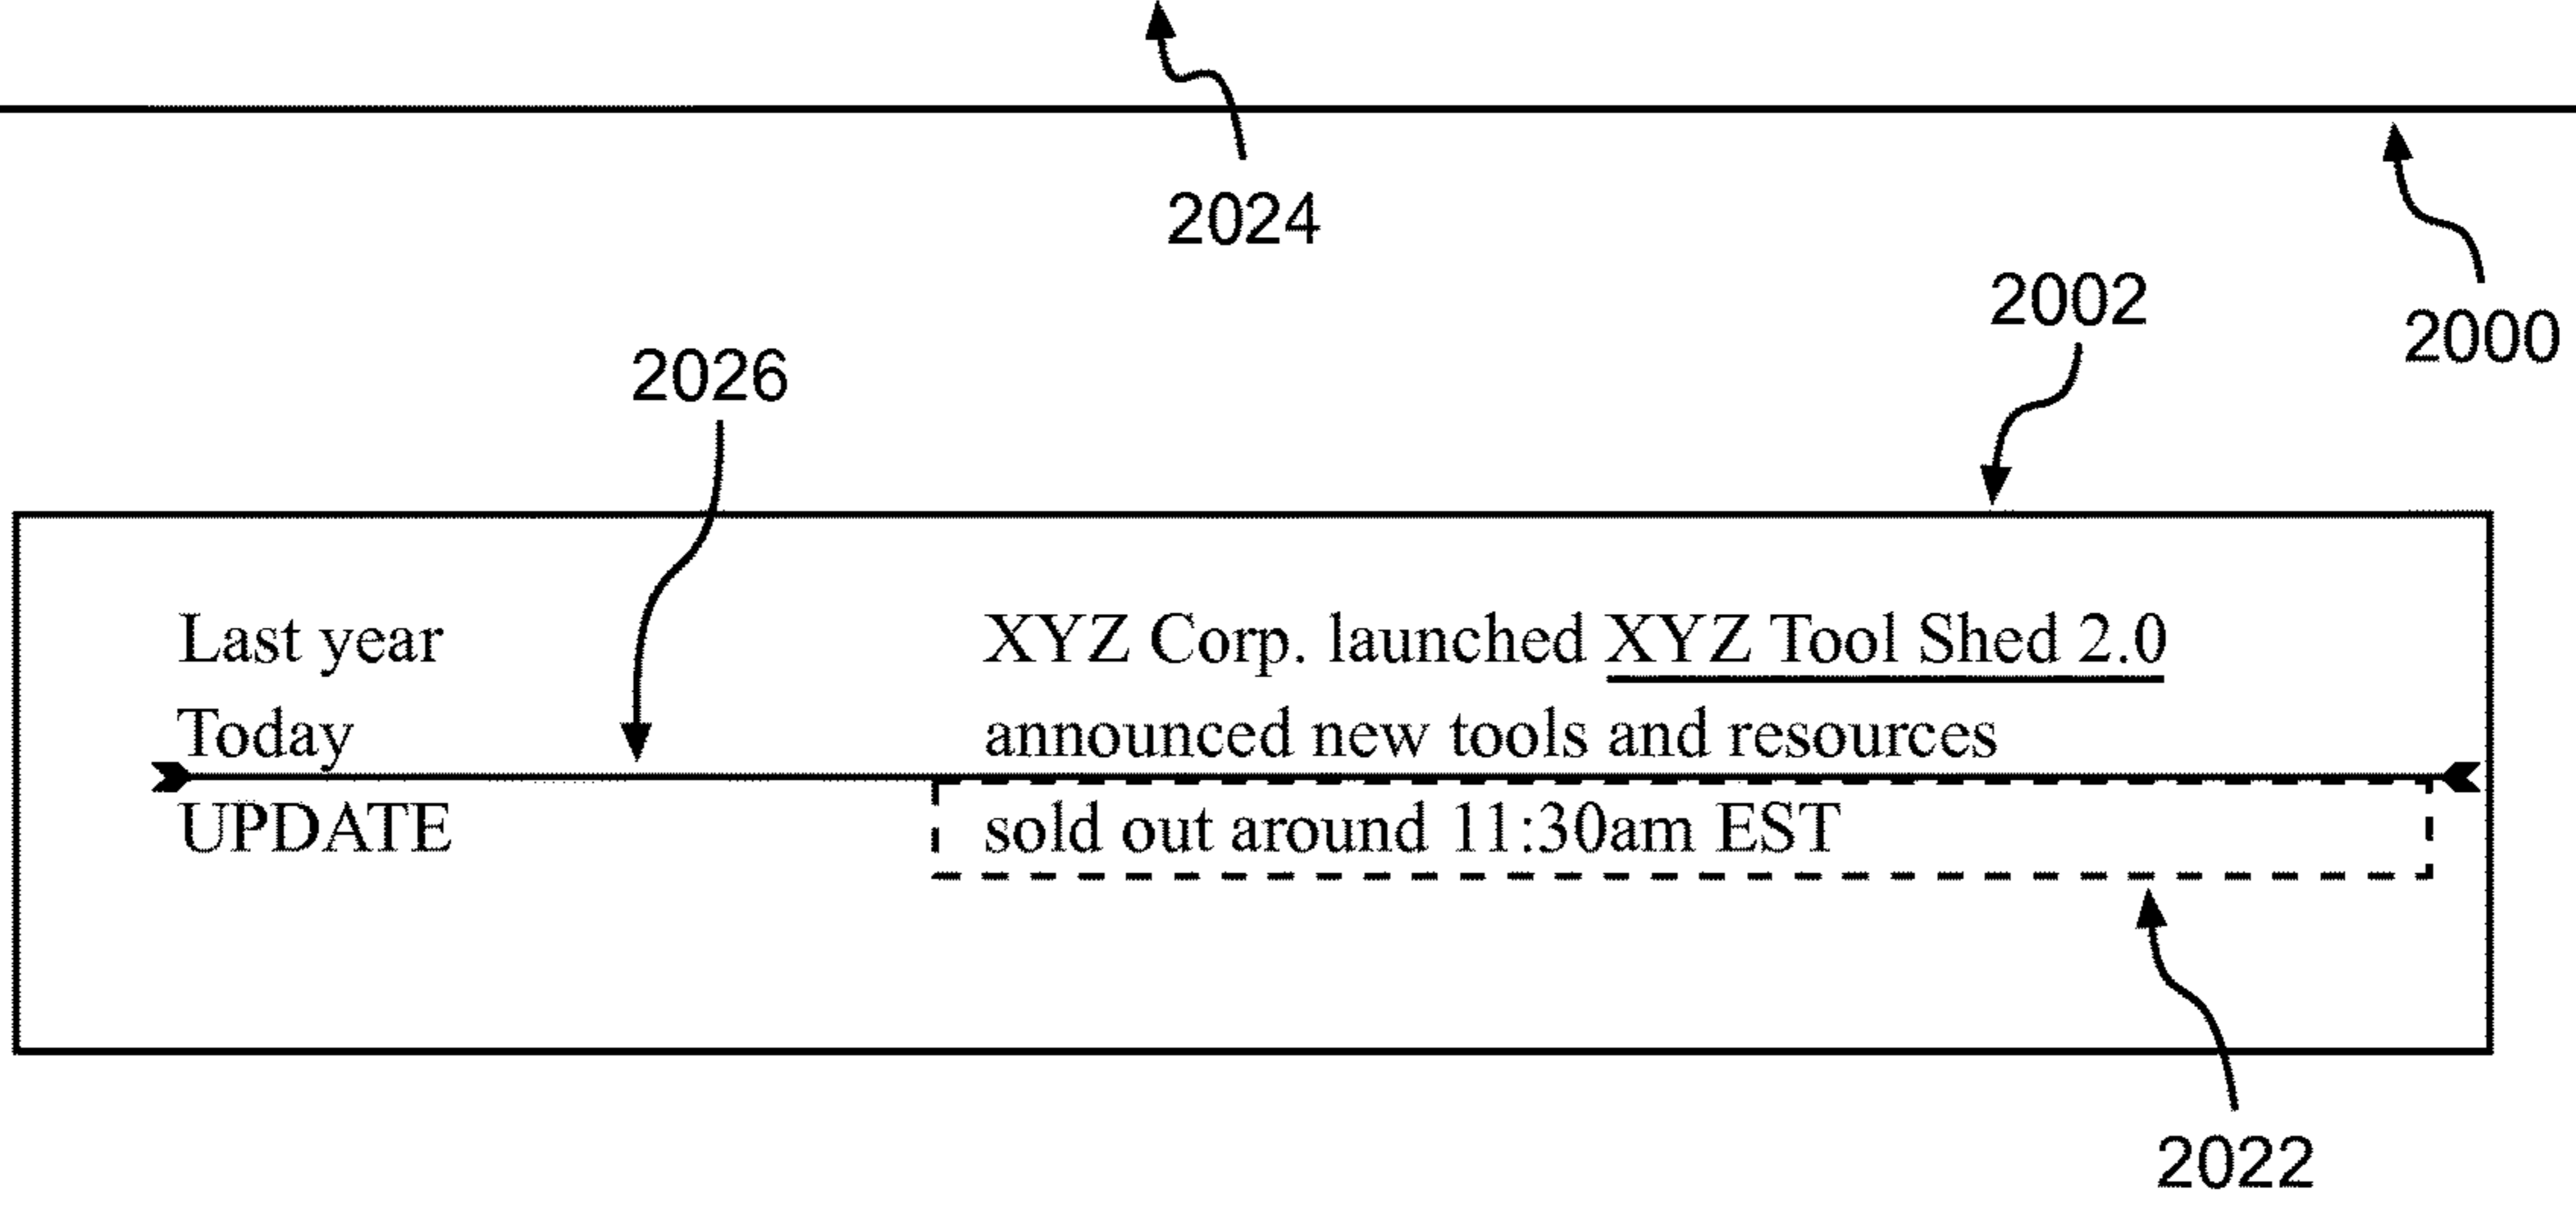 2024
2000
2002
2026
Last year XYZ Corp. launched XYZ Tool Shed 2.0
Today announced new tools and resources
UPDATE sold out around 11:30am EST
2022